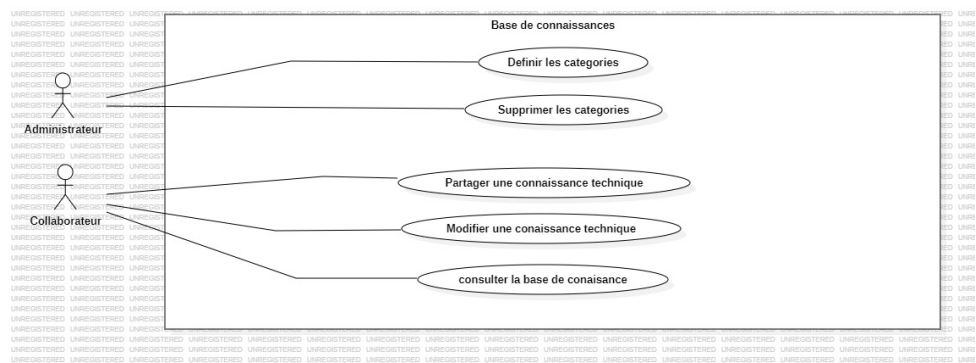 Base de connaissances
Definir les categories
Supprimer les categories
Administrateur
Partager une connaissance technique
Collaborateur
Modifier une conaissance technique
consulter la base de conaisance
UNREGISTERED